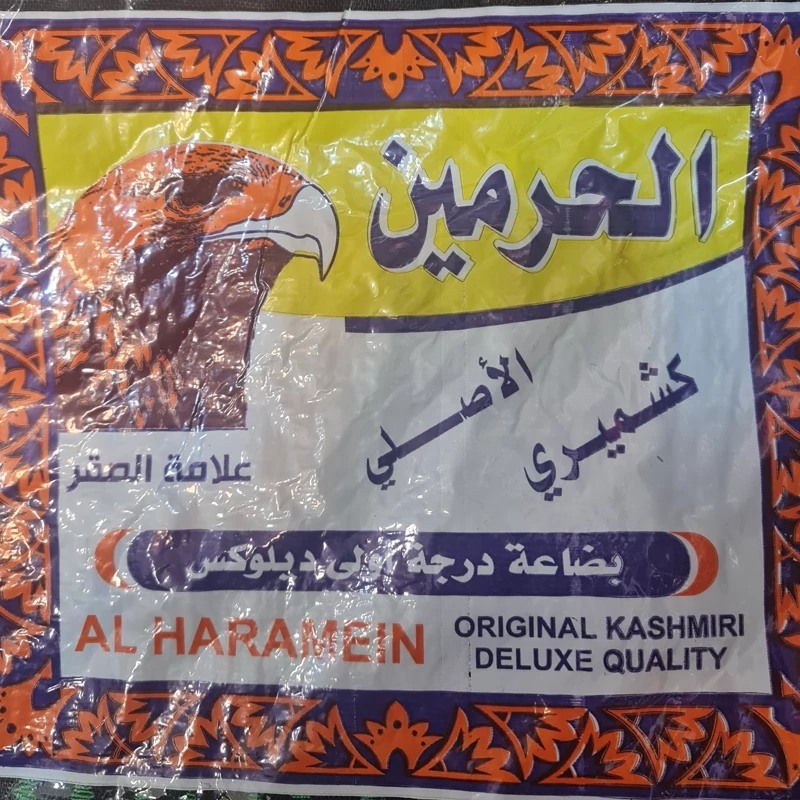 الحرمين
كشميري الأصلي
علامة الصقر
بضاعة درجة أولى ديلوكس
AL HARAMEIN
ORIGINAL KASHMIRI
DELUXE QUALITY